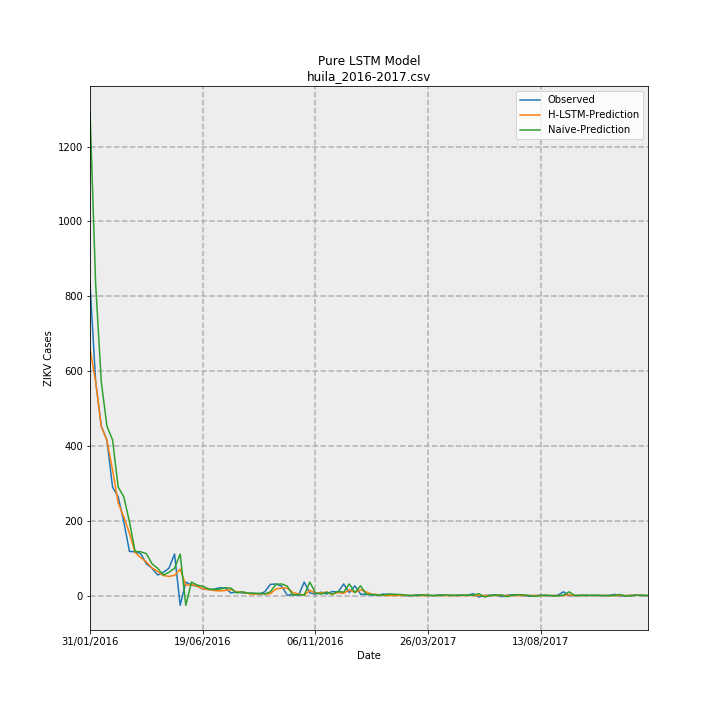 Pure LSTM Model
huila_2016-2017.csv
Observed
H-LSTM-Prediction
Naive-Prediction
1200
1000
800
600
400
200
0
ZIKV Cases
31/01/2016 19/06/2016 06/11/2016 26/03/2017 13/08/2017
Date